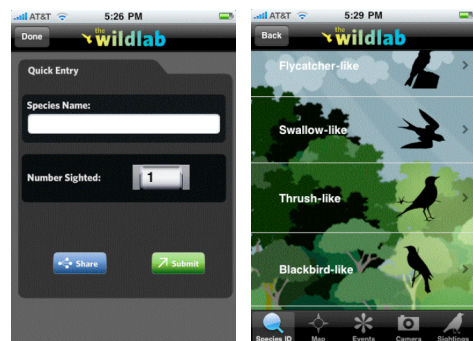 AT&T 5:26 PM
Done the wildlab
Quick Entry
Species Name:
Number Sighted: 1
Share Submit
AT&T 5:29 PM
Back the wildlab
Flycatcher-like
Swallow-like
Thrush-like
Blackbird-like
Species ID Map Events Camera Sightings